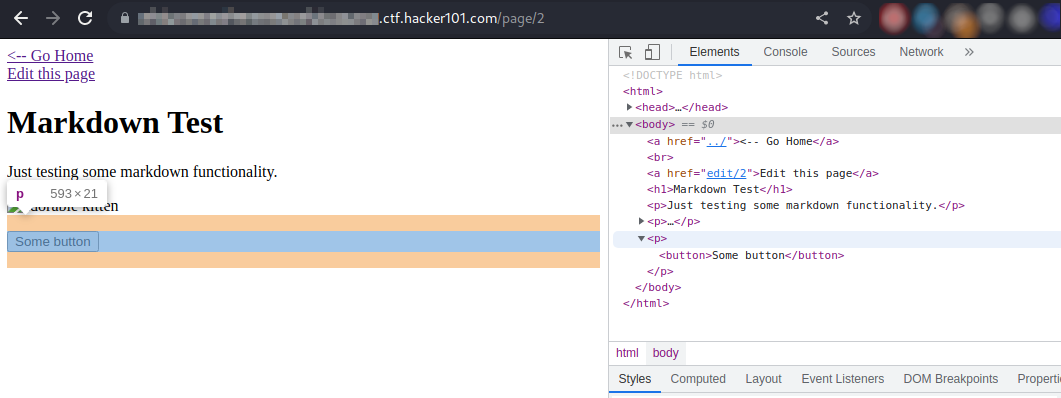 .ctf.hacker101.com/page/2
<-- Go Home
Edit this page
Markdown Test
Just testing some markdown functionality.
p 593×21
adorable kitten
Some button
Elements Console Sources Network »
<!DOCTYPE html>
<html>
<head>…</head>
<body> == $0
<a href="../"><-- Go Home</a>
<br>
<a href="edit/2">Edit this page</a>
<h1>Markdown Test</h1>
<p>Just testing some markdown functionality.</p>
<p>…</p>
<p>
<button>Some button</button>
</p>
</body>
</html>
html body
Styles Computed Layout Event Listeners DOM Breakpoints Properti